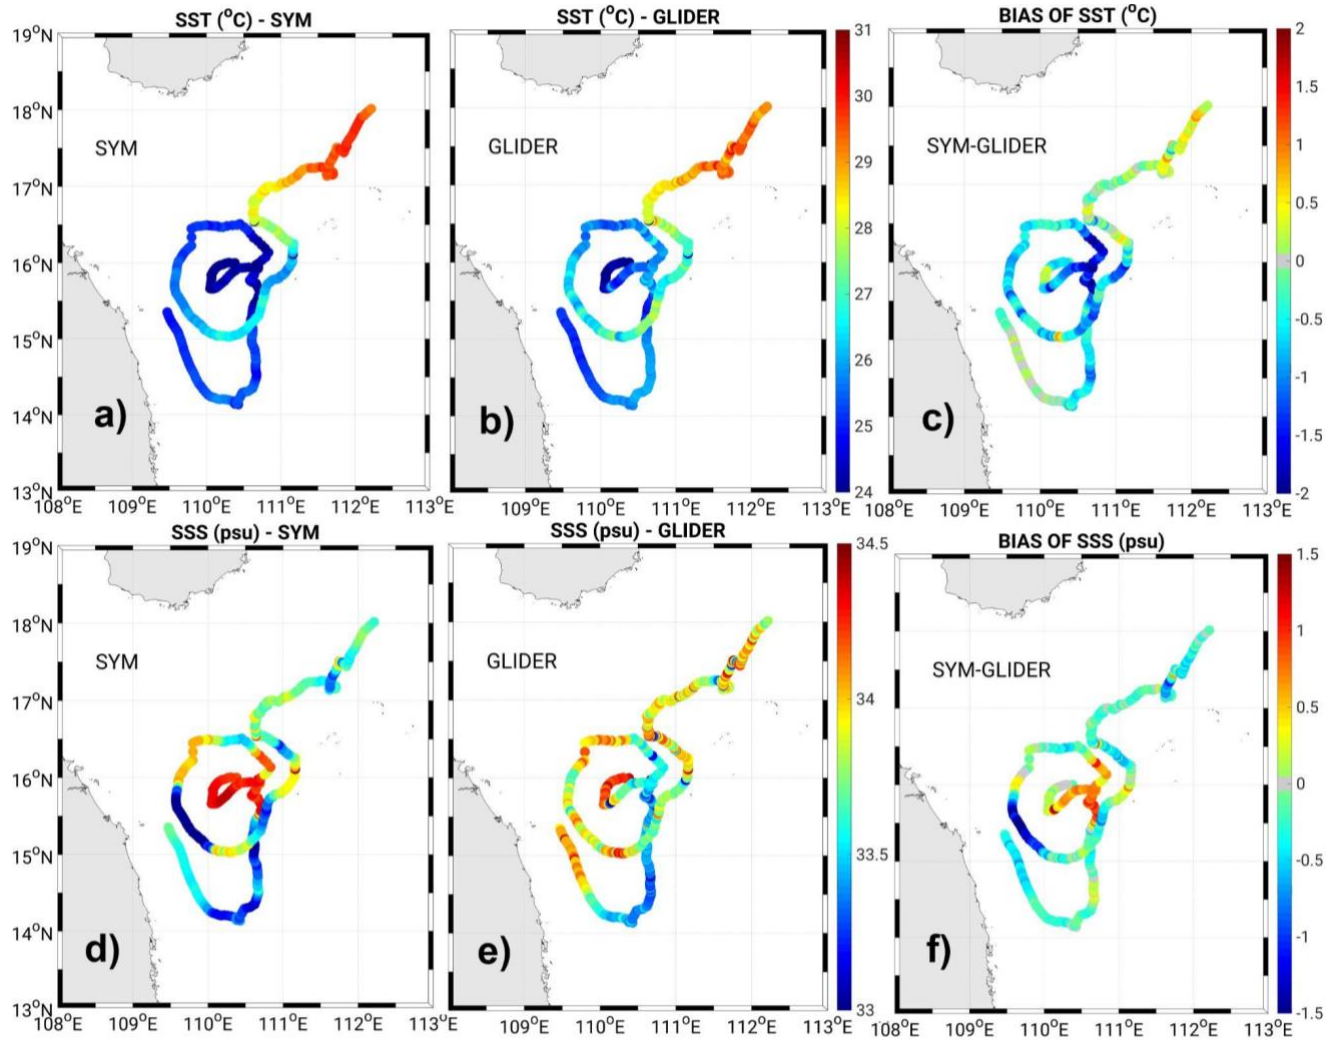 SST (°C) - SYM
SST (°C) - GLIDER
BIAS OF SST (°C)
19°N
18°N
17°N
16°N
15°N
14°N
13°N
SYM
a)
108°E 109°E 110°E 111°E 112°E 113°E
GLIDER
b)
109°E 110°E 111°E 112°E
31
30
29
28
27
26
25
24
SYM-GLIDER
c)
108°E 109°E 110°E 111°E 112°E 113°E
2
1.5
1
0.5
0
-0.5
-1
-1.5
-2
SSS (psu) - SYM
SSS (psu) - GLIDER
BIAS OF SSS (psu)
19°N
18°N
17°N
16°N
15°N
14°N
13°N
SYM
d)
108°E 109°E 110°E 111°E 112°E 113°E
GLIDER
e)
109°E 110°E 111°E 112°E
34.5
34
33.5
33
SYM-GLIDER
f)
108°E 109°E 110°E 111°E 112°E 113°E
1.5
1
0.5
0
-0.5
-1
-1.5